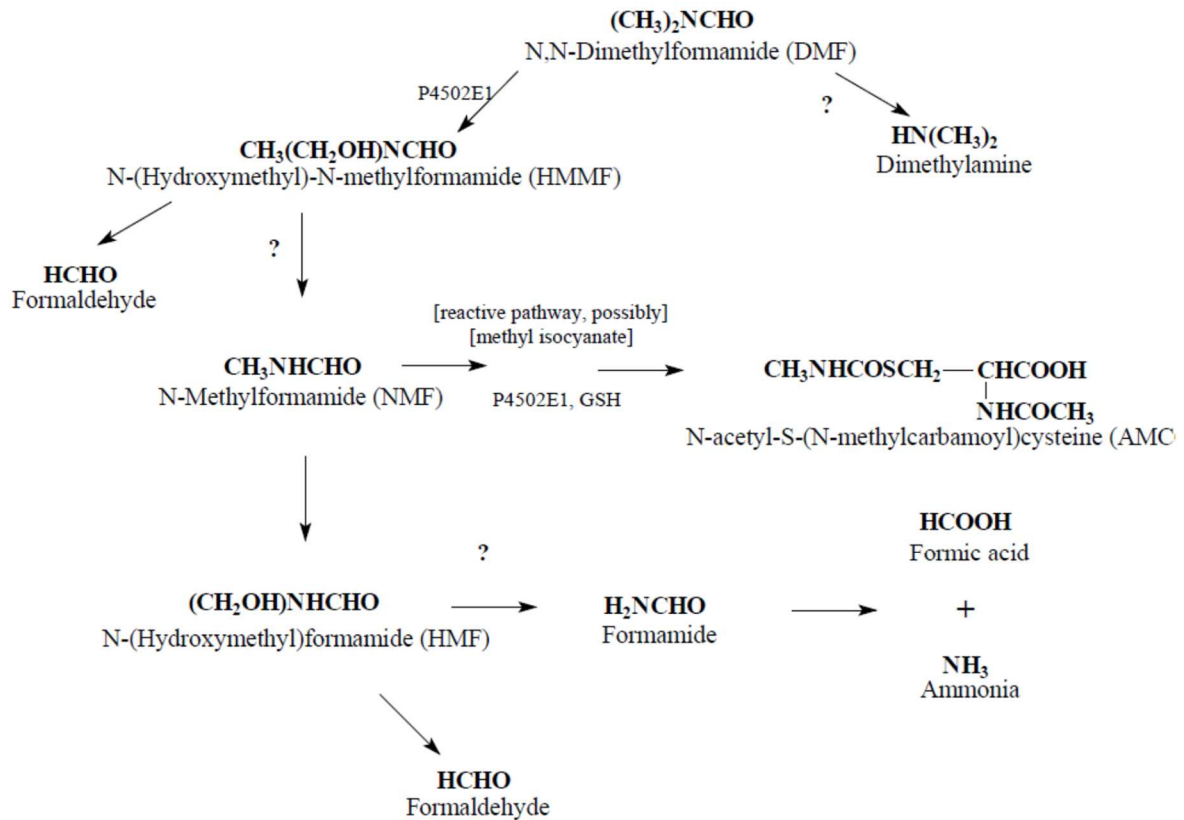 (CH₃)₂NCHO
N,N-Dimethylformamide (DMF)
P4502E1
?
CH₃(CH₂OH)NCHO
N-(Hydroxymethyl)-N-methylformamide (HMMF)
HN(CH₃)₂
Dimethylamine
?
HCHO
Formaldehyde
[reactive pathway, possibly]
[methyl isocyanate]
CH₃NHCHO
N-Methylformamide (NMF)
P4502E1, GSH
CH₃NHCOSCH₂—CHCOOH
NHCOCH₃
N-acetyl-S-(N-methylcarbamoyl)cysteine (AMC
?
(CH₂OH)NHCHO
N-(Hydroxymethyl)formamide (HMF)
H₂NCHO
Formamide
HCOOH
Formic acid
+
NH₃
Ammonia
HCHO
Formaldehyde